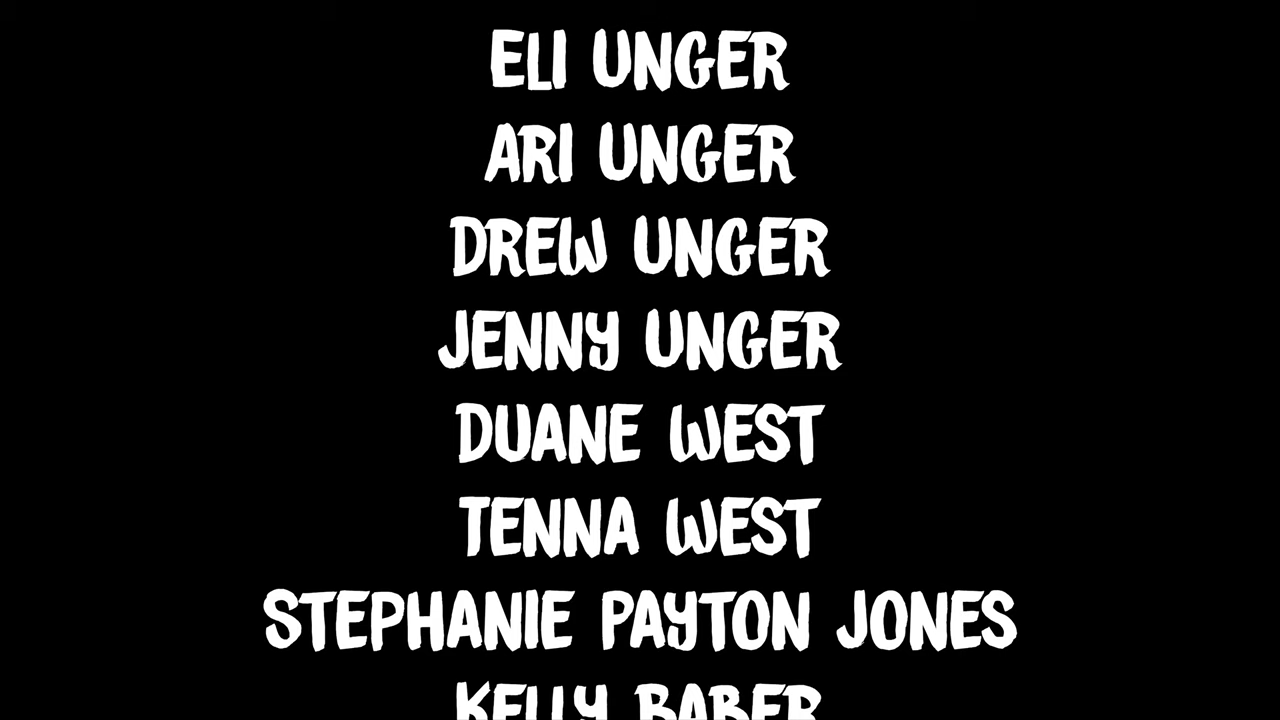 ELI UNGER
ARI UNGER
DREW UNGER
JENNY UNGER
DUANE WEST
TENNA WEST
STEPHANIE PAYTON JONES
KELLY BABER